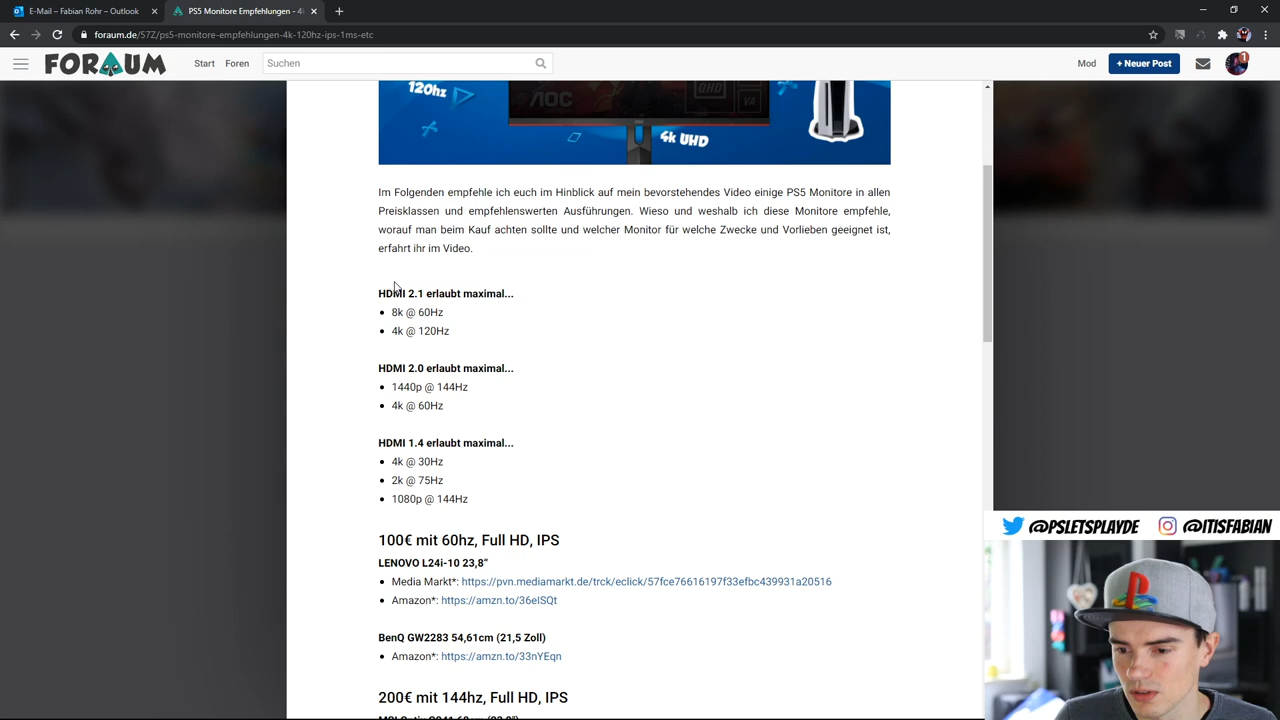 E-Mail – Fabian Rohr – Outlook
PS5 Monitore Empfehlungen - 4k
foraum.de/57Z/ps5-monitore-empfehlungen-4k-120hz-ips-1ms-etc
FORAUM
Start
Foren
Suchen
Mod
+ Neuer Post
1
120hz
AOC
QHD
VA
4k UHD
Im Folgenden empfehle ich euch im Hinblick auf mein bevorstehendes Video einige PS5 Monitore in allen
Preisklassen und empfehlenswerten Ausführungen. Wieso und weshalb ich diese Monitore empfehle,
worauf man beim Kauf achten sollte und welcher Monitor für welche Zwecke und Vorlieben geeignet ist,
erfahrt ihr im Video.
HDMI 2.1 erlaubt maximal...
8k @ 60Hz
4k @ 120Hz
HDMI 2.0 erlaubt maximal...
1440p @ 144Hz
4k @ 60Hz
HDMI 1.4 erlaubt maximal...
4k @ 30Hz
2k @ 75Hz
1080p @ 144Hz
100€ mit 60hz, Full HD, IPS
LENOVO L24i-10 23,8"
Media Markt*: https://pvn.mediamarkt.de/trck/eclick/57fce76616197f33efbc439931a20516
Amazon*: https://amzn.to/36eISQt
BenQ GW2283 54,61cm (21,5 Zoll)
Amazon*: https://amzn.to/33nYEqn
200€ mit 144hz, Full HD, IPS
@PSLETSPLAYDE
@ITISFABIAN